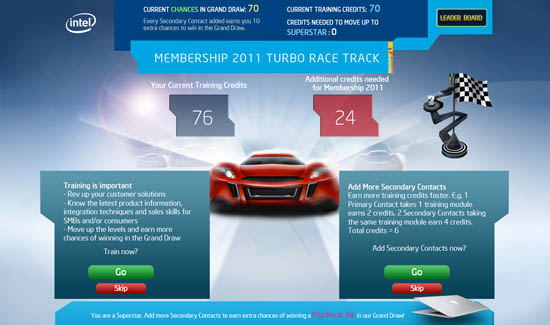 intel
CURRENT CHANCES IN GRAND DRAW: 70
Every Secondary Contact added earns you 10
extra chances to win in the Grand Draw.
CURRENT TRAINING CREDITS: 70
CREDITS NEEDED TO MOVE UP TO
SUPERSTAR : 0
LEADER BOARD
MEMBERSHIP 2011 TURBO RACE TRACK
Your Current Training Credits
76
Additional credits needed
for Membership 2011
24
Training is important
- Rev up your customer solutions
- Know the latest product information,
integration techniques and sales skills for
SMBs and/or consumers
- Move up the levels and earn more
chances of winning in the Grand Draw
Train now?
Go
Skip
Add More Secondary Contacts
Earn more training credits faster. E.g. 1
Primary Contact takes 1 training module
earns 2 credits. 2 Secondary Contacts taking
the same training module earn 4 credits.
Total credits = 6
Add Secondary Contacts now?
Go
Skip
You are a Superstar, Add more Secondary Contacts to earn extra chances of winning a MacBook Air in our Grand Draw!